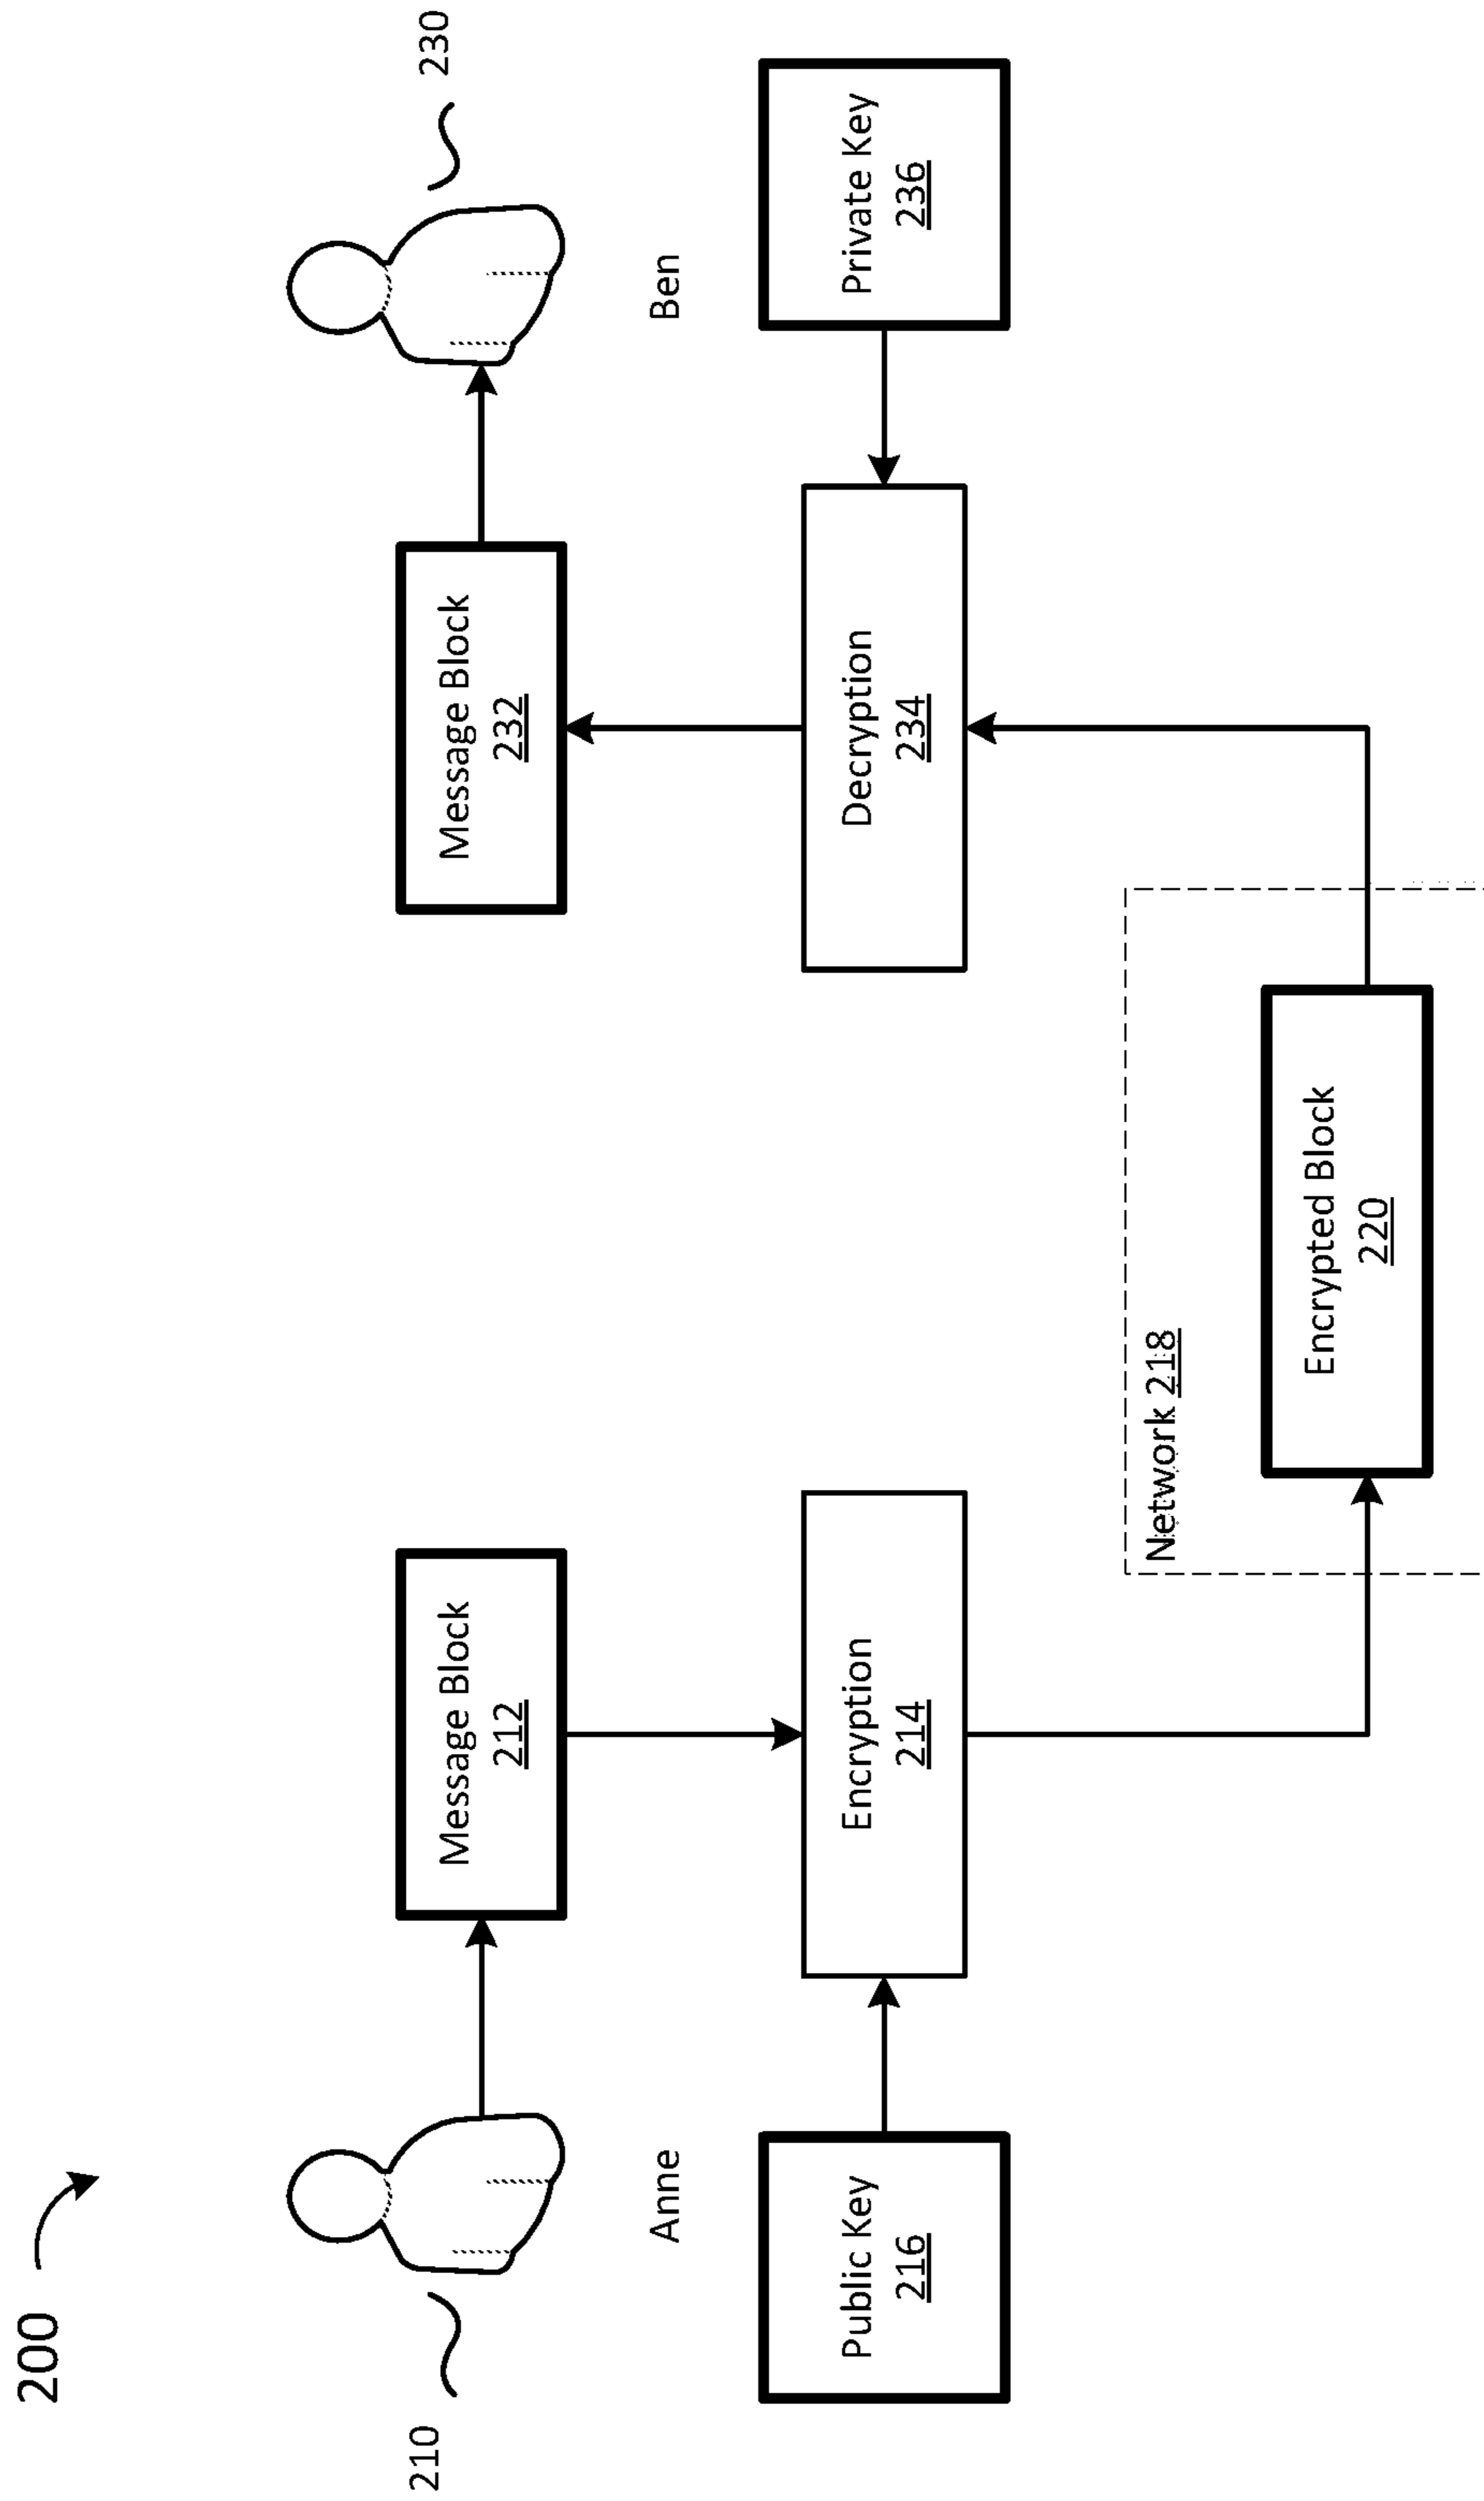 200
210
Anne
Message Block
212
Public Key
216
Encryption
214
Network 218
Encrypted Block
220
Message Block
232
Decryption
234
Private Key
236
Ben
230